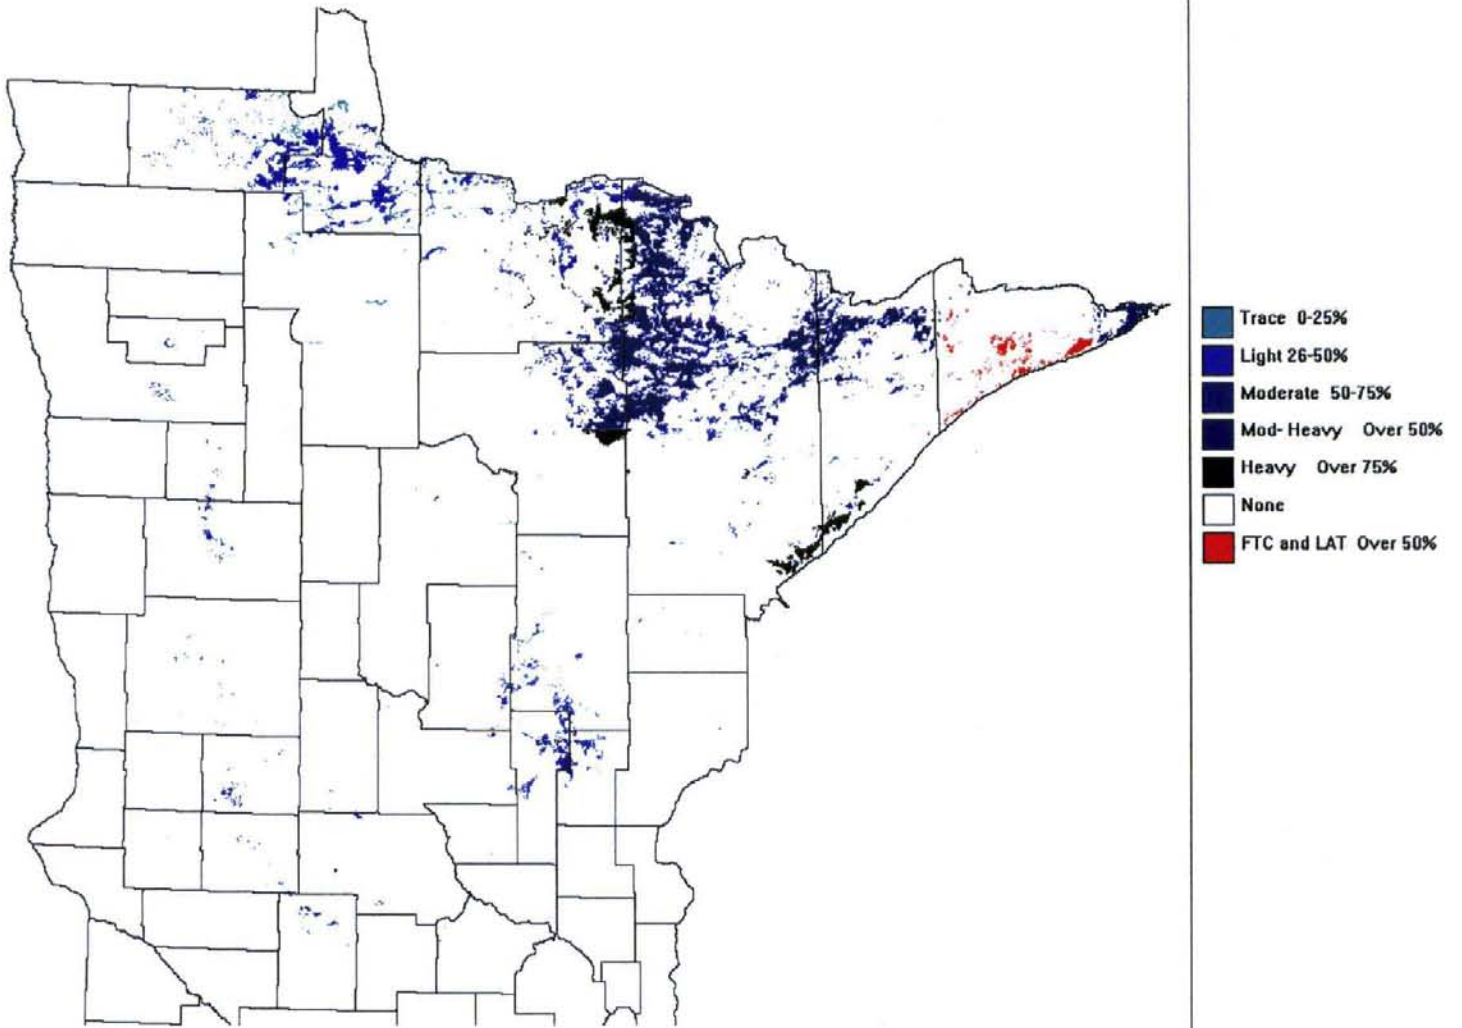 Trace 0-25%
Light 26-50%
Moderate 50-75%
Mod- Heavy Over 50%
Heavy Over 75%
None
FTC and LAT Over 50%